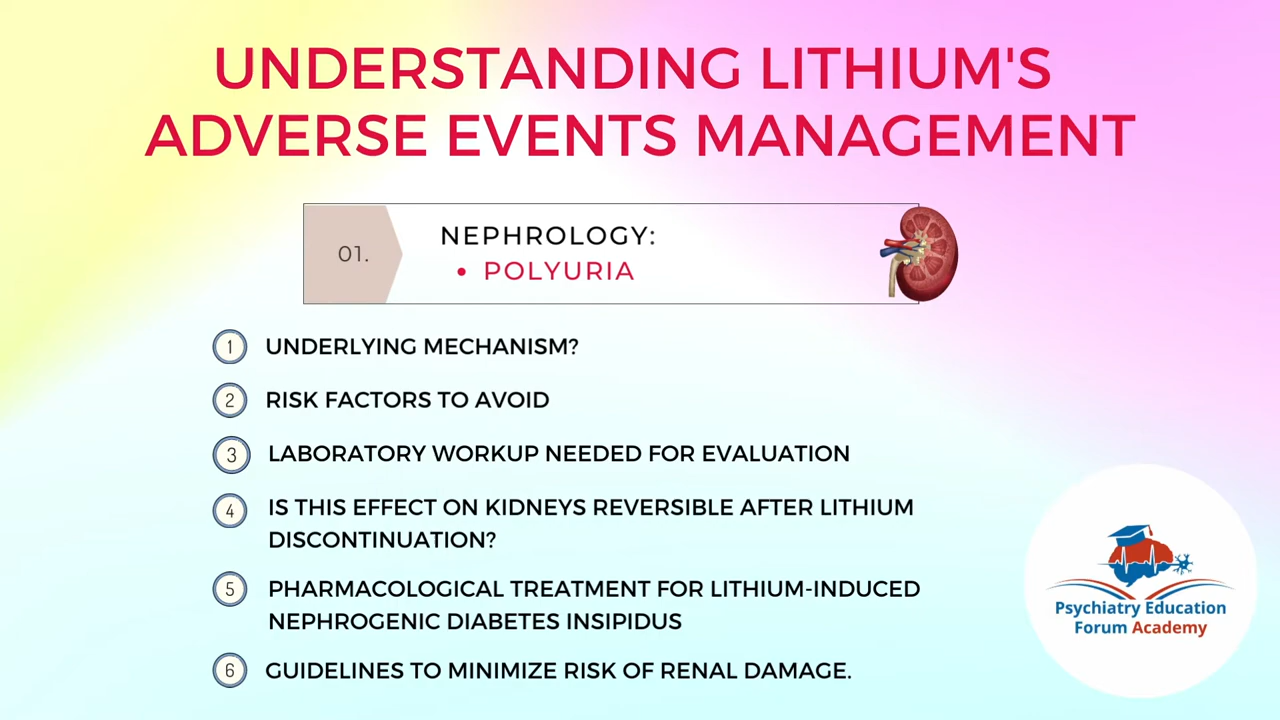 UNDERSTANDING LITHIUM'S
ADVERSE EVENTS MANAGEMENT
01.
NEPHROLOGY:
• POLYURIA
1 UNDERLYING MECHANISM?
2 RISK FACTORS TO AVOID
3 LABORATORY WORKUP NEEDED FOR EVALUATION
4 IS THIS EFFECT ON KIDNEYS REVERSIBLE AFTER LITHIUM
DISCONTINUATION?
5 PHARMACOLOGICAL TREATMENT FOR LITHIUM-INDUCED
NEPHROGENIC DIABETES INSIPIDUS
6 GUIDELINES TO MINIMIZE RISK OF RENAL DAMAGE.
Psychiatry Education
Forum Academy